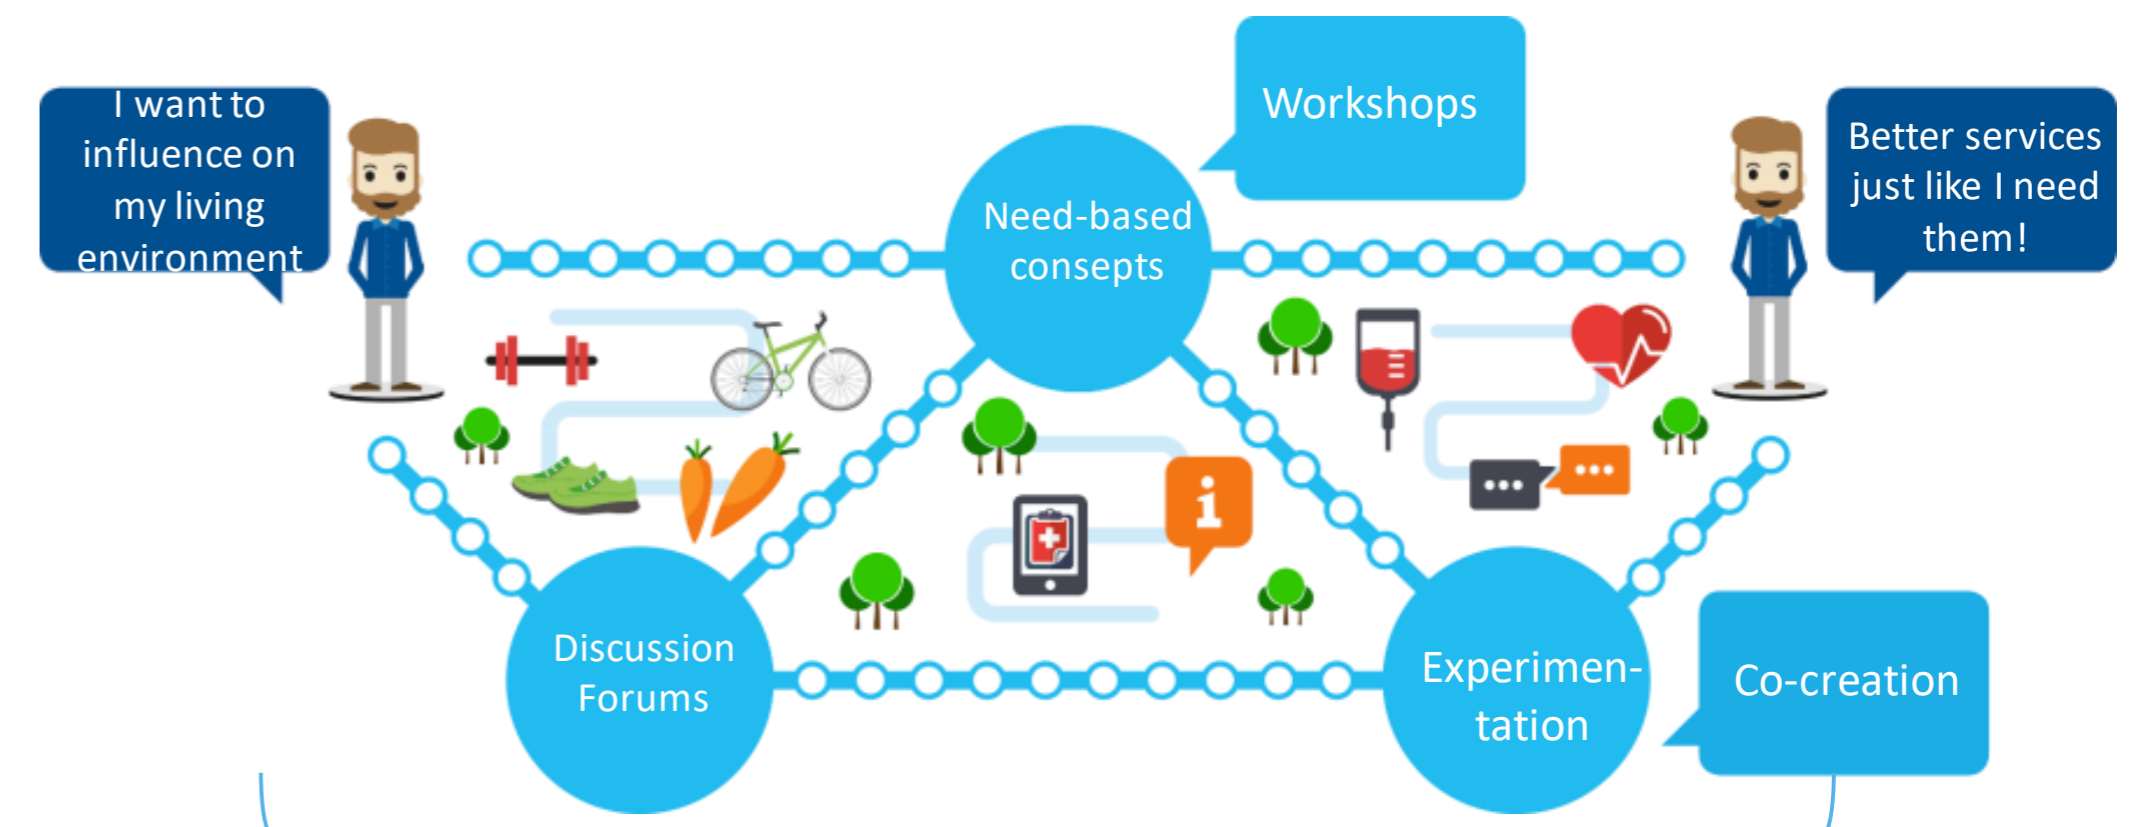 I want to
influence on
my living
environment
Workshops
Better services
just like I need
them!
Need-based
consepts
Discussion
Forums
Experimen-
tation
Co-creation